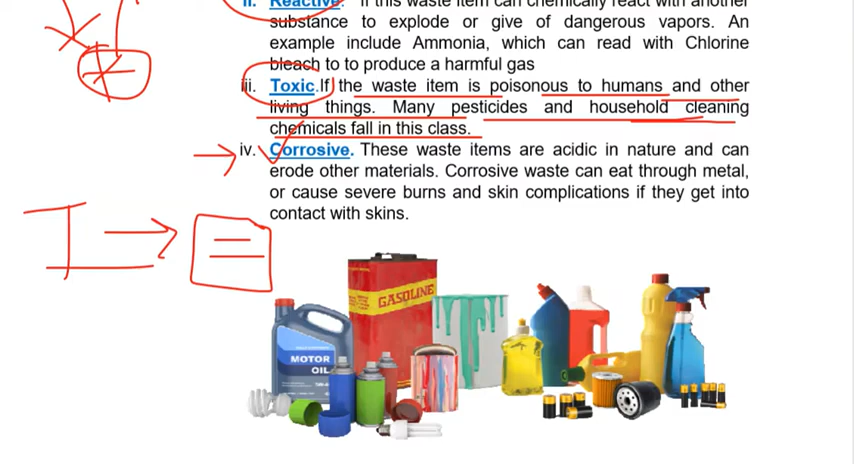 ii. Reactive. If this waste item can chemically react with another
substance to explode or give of dangerous vapors. An
example include Ammonia, which can read with Chlorine
bleach to to produce a harmful gas
iii. Toxic. If the waste item is poisonous to humans and other
living things. Many pesticides and household cleaning
chemicals fall in this class.
iv. Corrosive. These waste items are acidic in nature and can
erode other materials. Corrosive waste can eat through metal,
or cause severe burns and skin complications if they get into
contact with skins.
GASOLINE
MOTOR
OIL